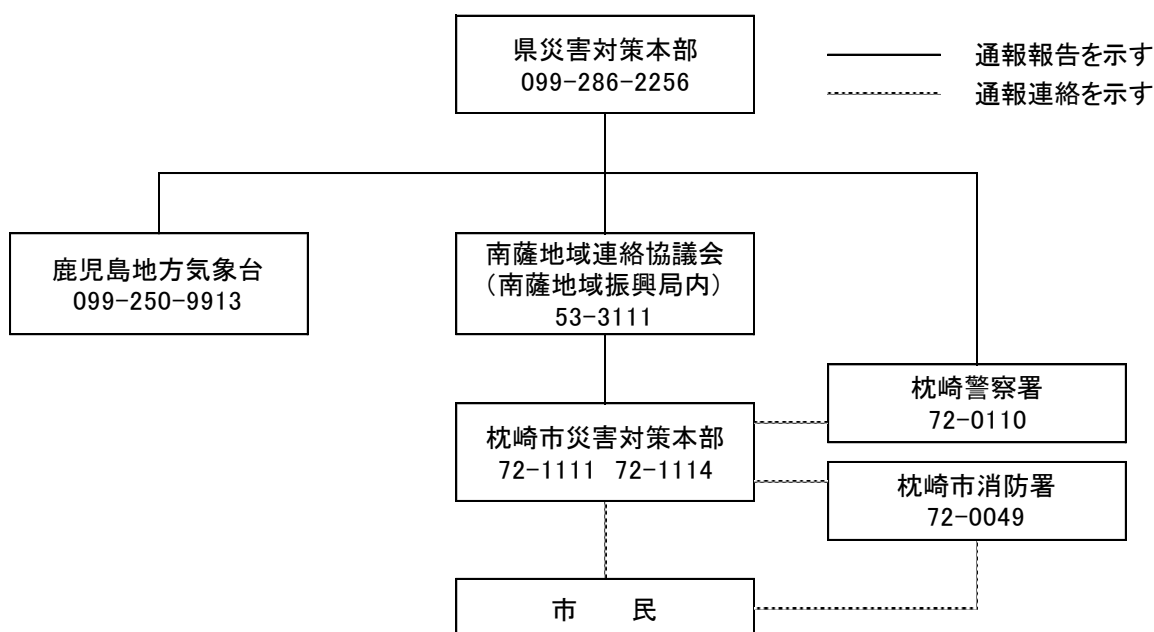 県災害対策本部
099-286-2256
通報報告を示す
通報連絡を示す
鹿児島地方気象台
099-250-9913
南薩地域連絡協議会
（南薩地域振興局内）
53-3111
枕崎警察署
72-0110
枕崎市災害対策本部
72-1111 72-1114
枕崎市消防署
72-0049
市　　民